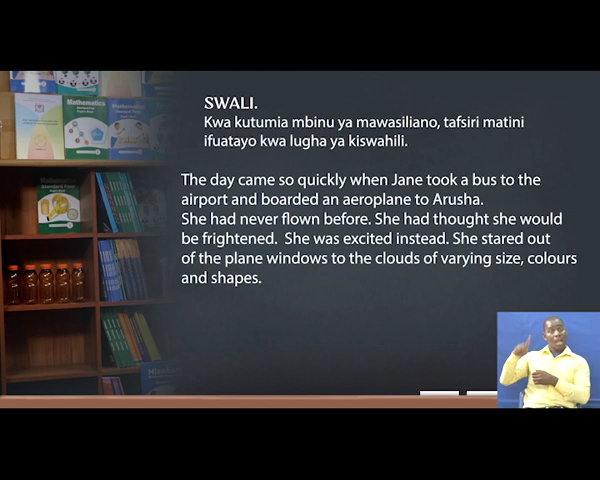 SWALI.
Kwa kutumia mbinu ya mawasiliano, tafsiri matini
ifuatayo kwa lugha ya kiswahili.
The day came so quickly when Jane took a bus to the
airport and boarded an aeroplane to Arusha.
She had never flown before. She had thought she would
be frightened.  She was excited instead. She stared out
of the plane windows to the clouds of varying size, colours
and shapes.
Mathematics
Mathematics
Mathematics